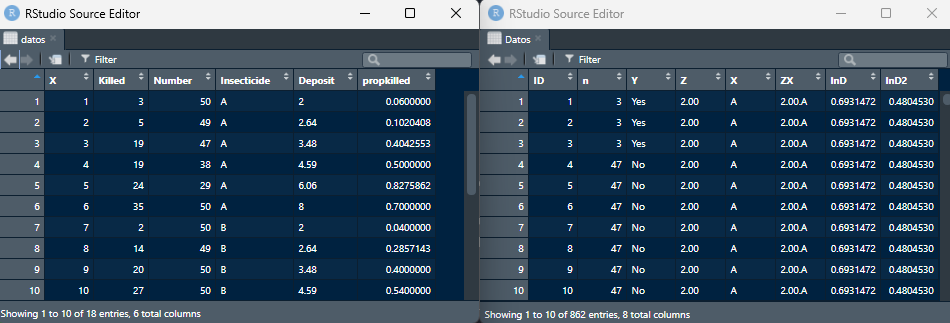 RStudio Source Editor
datos
Filter
X Killed Number Insecticide Deposit propkilled
1 1 3 50 A 2 0.0600000
2 2 5 49 A 2.64 0.1020408
3 3 19 47 A 3.48 0.4042553
4 4 19 38 A 4.59 0.5000000
5 5 24 29 A 6.06 0.8275862
6 6 35 50 A 8 0.7000000
7 7 2 50 B 2 0.0400000
8 8 14 49 B 2.64 0.2857143
9 9 20 50 B 3.48 0.4000000
10 10 27 50 B 4.59 0.5400000
Showing 1 to 10 of 18 entries, 6 total columns
RStudio Source Editor
Datos
Filter
ID n Y Z X ZX lnD lnD2
1 1 3 Yes 2.00 A 2.00.A 0.6931472 0.4804530
2 2 3 Yes 2.00 A 2.00.A 0.6931472 0.4804530
3 3 3 Yes 2.00 A 2.00.A 0.6931472 0.4804530
4 4 47 No 2.00 A 2.00.A 0.6931472 0.4804530
5 5 47 No 2.00 A 2.00.A 0.6931472 0.4804530
6 6 47 No 2.00 A 2.00.A 0.6931472 0.4804530
7 7 47 No 2.00 A 2.00.A 0.6931472 0.4804530
8 8 47 No 2.00 A 2.00.A 0.6931472 0.4804530
9 9 47 No 2.00 A 2.00.A 0.6931472 0.4804530
10 10 47 No 2.00 A 2.00.A 0.6931472 0.4804530
Showing 1 to 10 of 862 entries, 8 total columns